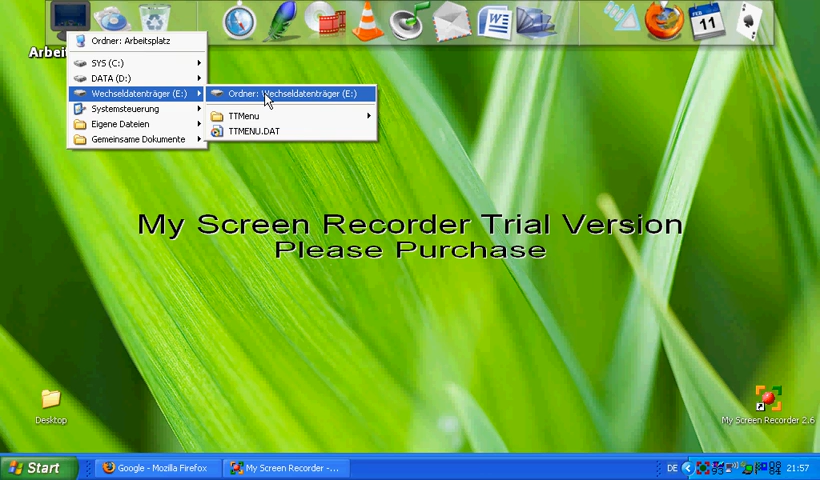 FEB
11
W
Arbeit
Ordner: Arbeitsplatz
SYS (C:)
DATA (D:)
Wechseldatenträger (E:)
Systemsteuerung
Eigene Dateien
Gemeinsame Dokumente
Ordner: Wechseldatenträger (E:)
TTMenu
TTMENU.DAT
My Screen Recorder Trial Version
Please Purchase
Desktop
My Screen Recorder 2.6
Start
Google - Mozilla Firefox
My Screen Recorder -...
DE
21:57